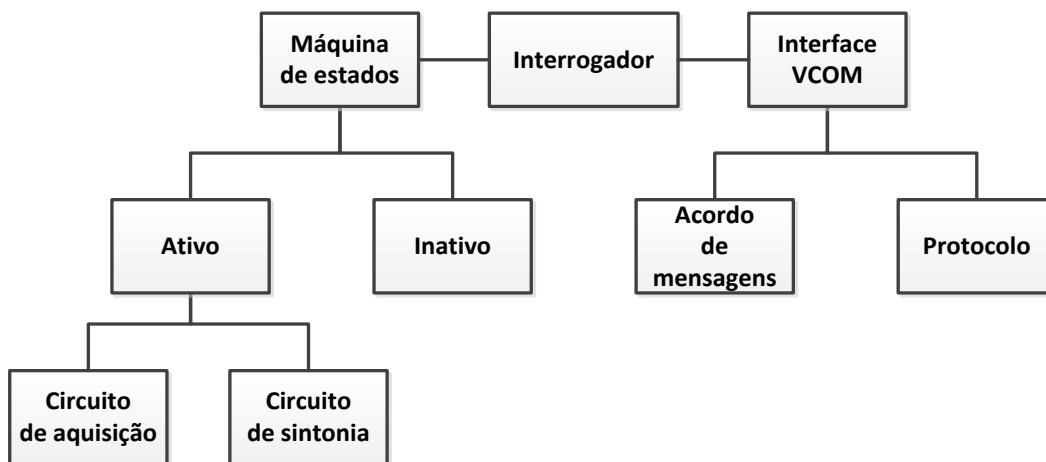 Máquina
de estados
Interrogador
Interface
VCOM
Ativo
Inativo
Acordo
de
mensagens
Protocolo
Circuito
de aquisição
Circuito
de sintonia